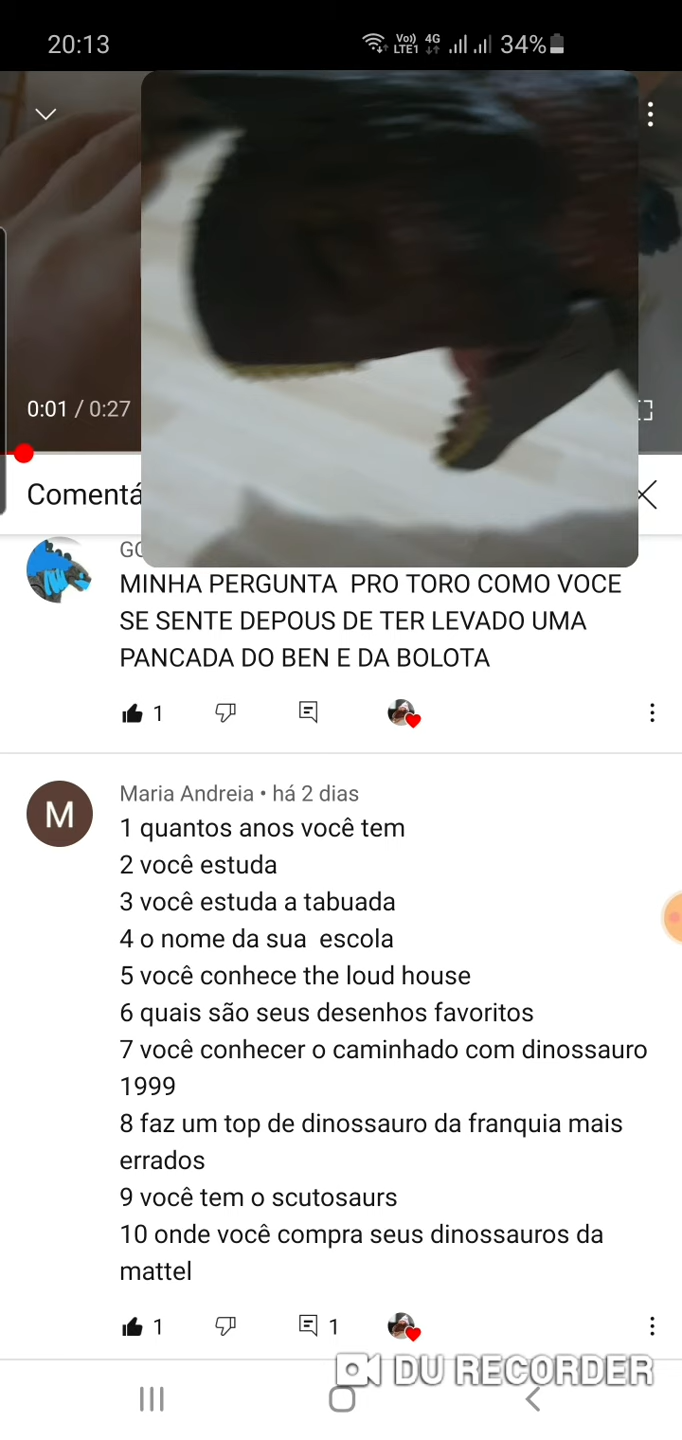 20:13
Vo)) 4G
LTE1
34%
0:01 / 0:27
Comentá
GO
MINHA PERGUNTA PRO TORO COMO VOCE
SE SENTE DEPOUS DE TER LEVADO UMA
PANCADA DO BEN E DA BOLOTA
1
M
Maria Andreia • há 2 dias
1 quantos anos você tem
2 você estuda
3 você estuda a tabuada
4 o nome da sua escola
5 você conhece the loud house
6 quais são seus desenhos favoritos
7 você conhecer o caminhado com dinossauro
1999
8 faz um top de dinossauro da franquia mais
errados
9 você tem o scutosaurs
10 onde você compra seus dinossauros da
mattel
1
1
DU RECORDER